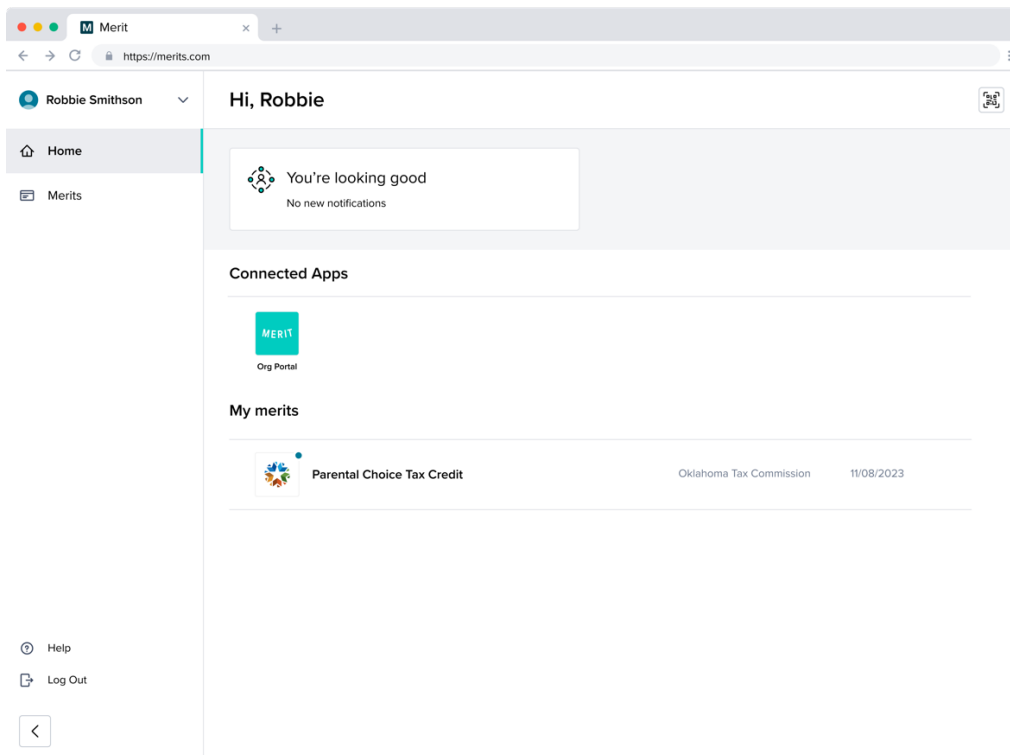 M Merit
https://merits.com
Robbie Smithson
Hi, Robbie
Home
Merits
You're looking good
No new notifications
Connected Apps
MERIT
Org Portal
My merits
Parental Choice Tax Credit Oklahoma Tax Commission 11/08/2023
Help
Log Out